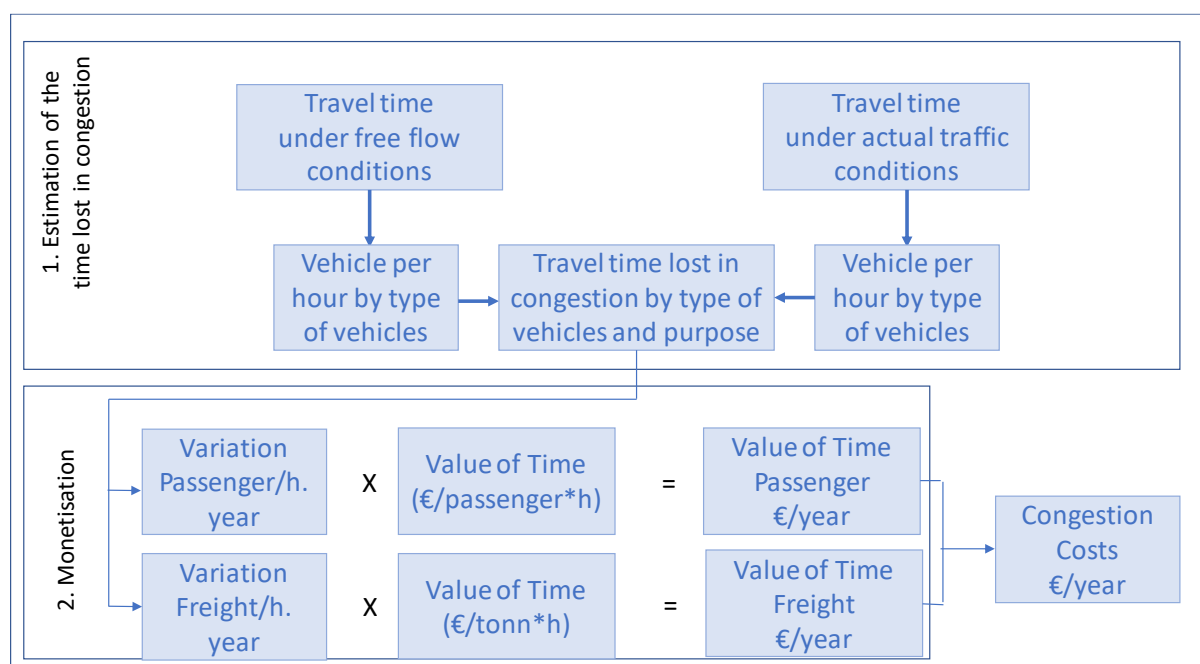 1. Estimation of the
time lost in congestion
Travel time
under free flow
conditions
Travel time
under actual traffic
conditions
Vehicle per
hour by type
of vehicles
Travel time lost in
congestion by type of
vehicles and purpose
Vehicle per
hour by type
of vehicles
2. Monetisation
Variation
Passenger/h.
year
X
Value of Time
(€/passenger*h)
=
Value of Time
Passenger
€/year
Variation
Freight/h.
year
X
Value of Time
(€/tonn*h)
=
Value of Time
Freight
€/year
Congestion
Costs
€/year